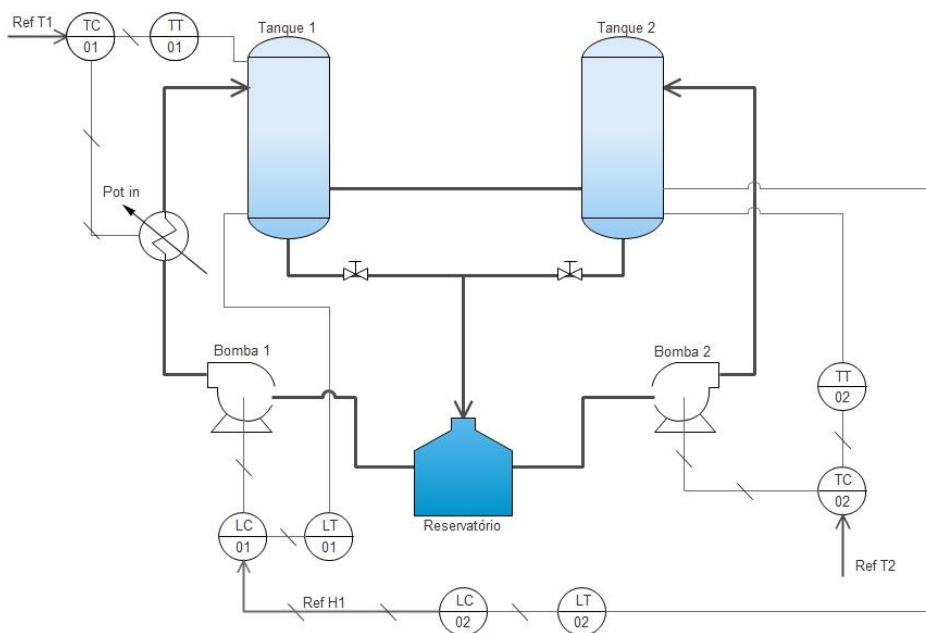 Ref T1
TC
01
TT
01
Tanque 1
Tanque 2
Pot in
Bomba 1
Bomba 2
TT
02
TC
02
LC
01
LT
01
Reservatório
Ref T2
Ref H1
LC
02
LT
02